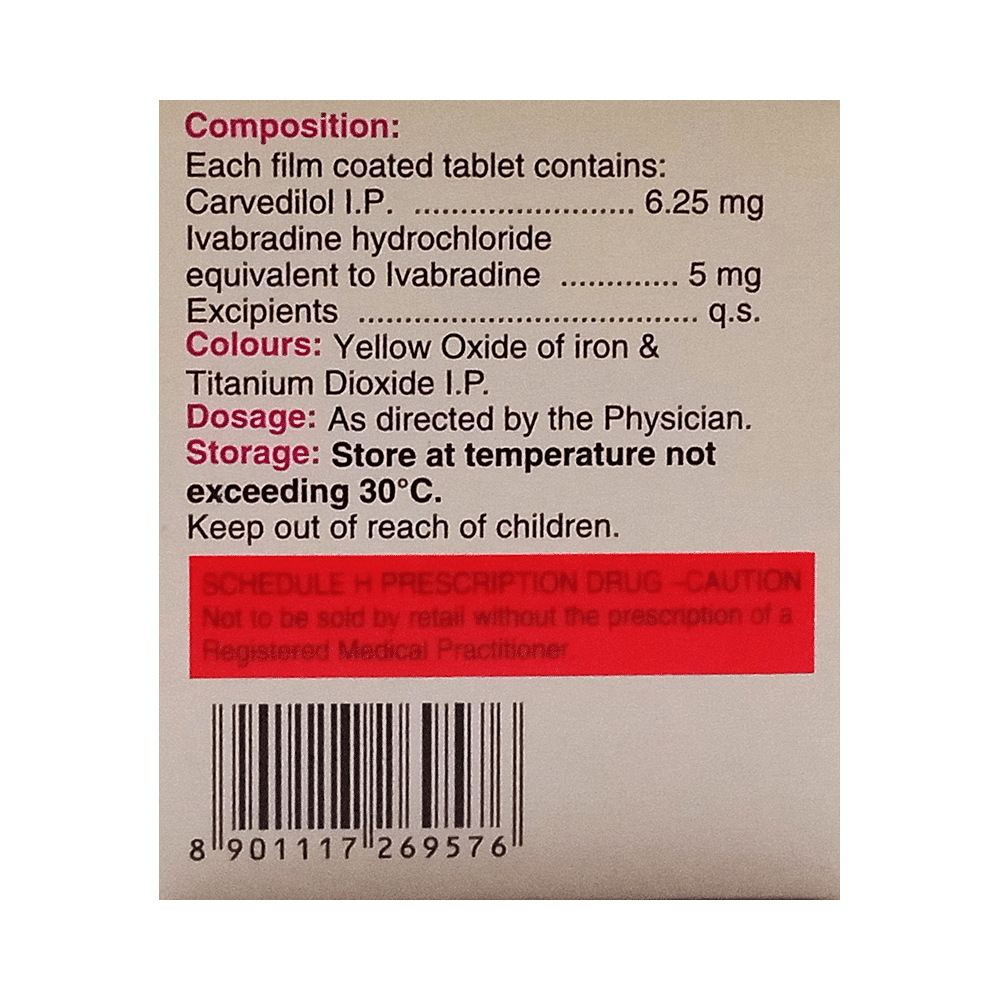 Composition:
Each film coated tablet contains:
Carvedilol I.P. ........................ 6.25 mg
Ivabradine hydrochloride
equivalent to Ivabradine ............. 5 mg
Excipients ..................................... q.s.
Colours: Yellow Oxide of iron &
Titanium Dioxide I.P.
Dosage: As directed by the Physician.
Storage: Store at temperature not
exceeding 30°C.
Keep out of reach of children.
SCHEDULE H PRESCRIPTION DRUG -CAUTION
Not to be sold by retail without the prescription of a
Registered Medical Practitioner
8 901117 269576